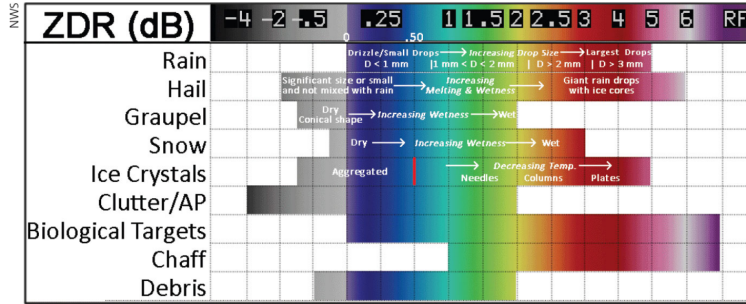 NWS
ZDR (dB)
-4 -2 -.5 .25 1 1.5 2 2.5 3 4 5 6 RF
0 .50
Rain
Drizzle/Small Drops Increasing Drop Size Largest Drops
D < 1 mm |1 mm < D < 2 mm | D > 2 mm | D > 3 mm
Hail
Significant size or small Increasing Giant rain drops
and not mixed with rain Melting & Wetness with ice cores
Graupel
Dry
Conical shape Increasing Wetness Wet
Snow
Dry Increasing Wetness Wet
Ice Crystals
Aggregated Decreasing Temp.
Needles Columns Plates
Clutter/AP
Biological Targets
Chaff
Debris